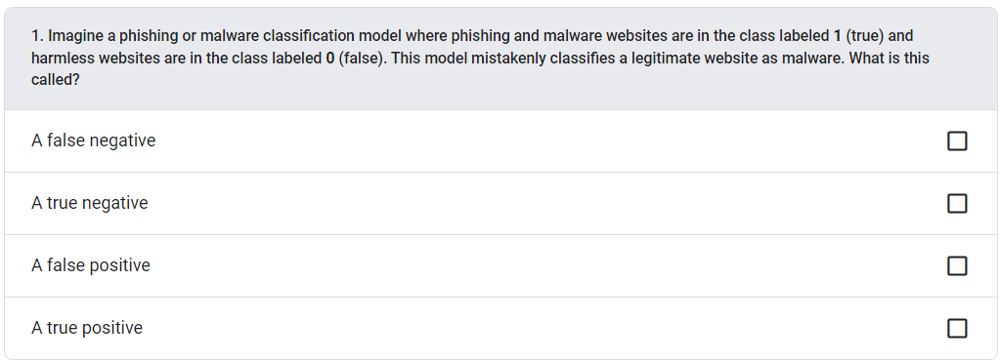 1. Imagine a phishing or malware classification model where phishing and malware websites are in the class labeled 1 (true) and
harmless websites are in the class labeled 0 (false). This model mistakenly classifies a legitimate website as malware. What is this
called?
A false negative
A true negative
A false positive
A true positive